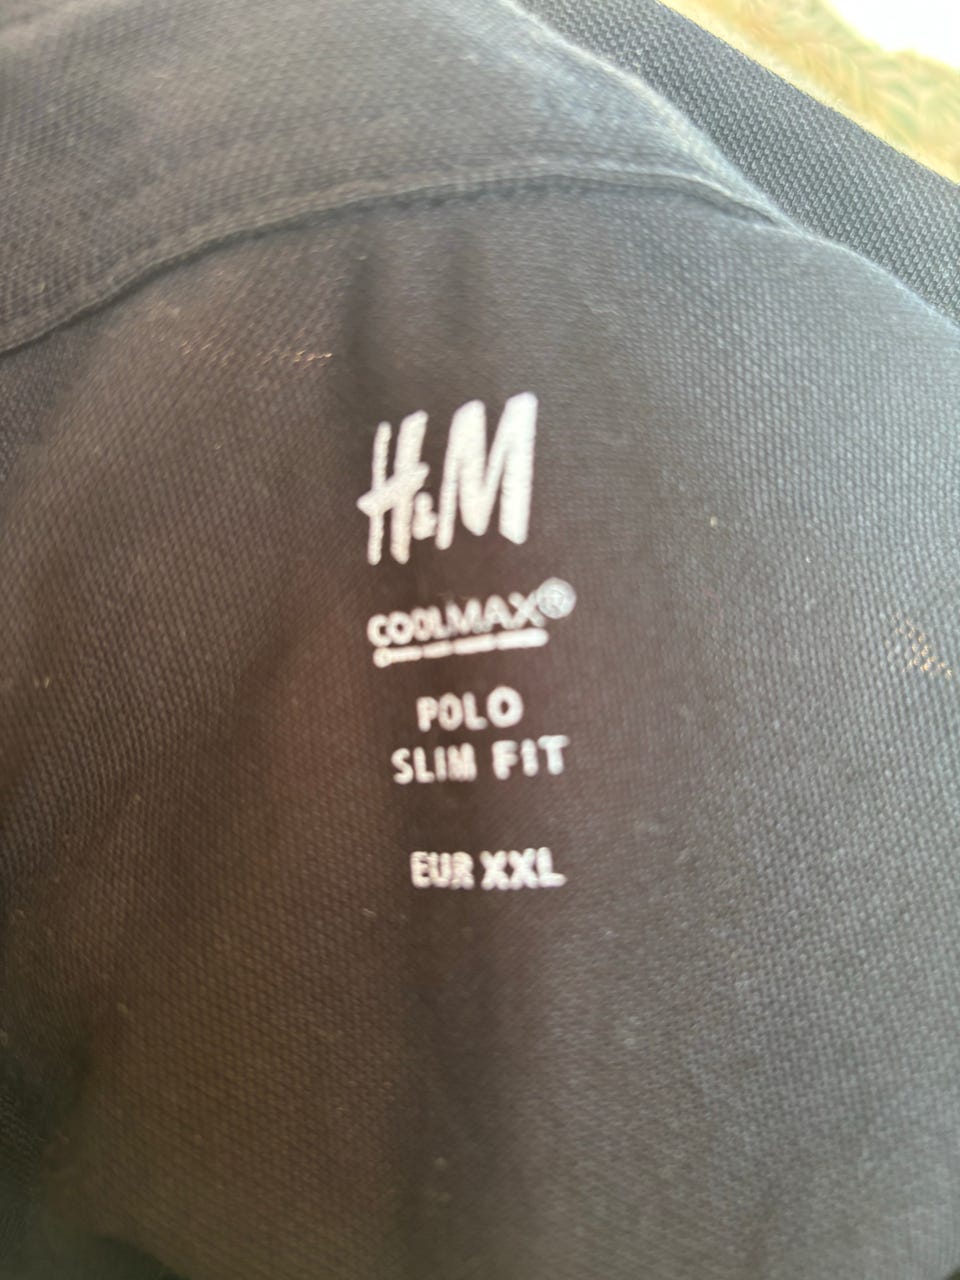 H&M
COOLMAX®
POLO
SLIM FIT
EUR XXL